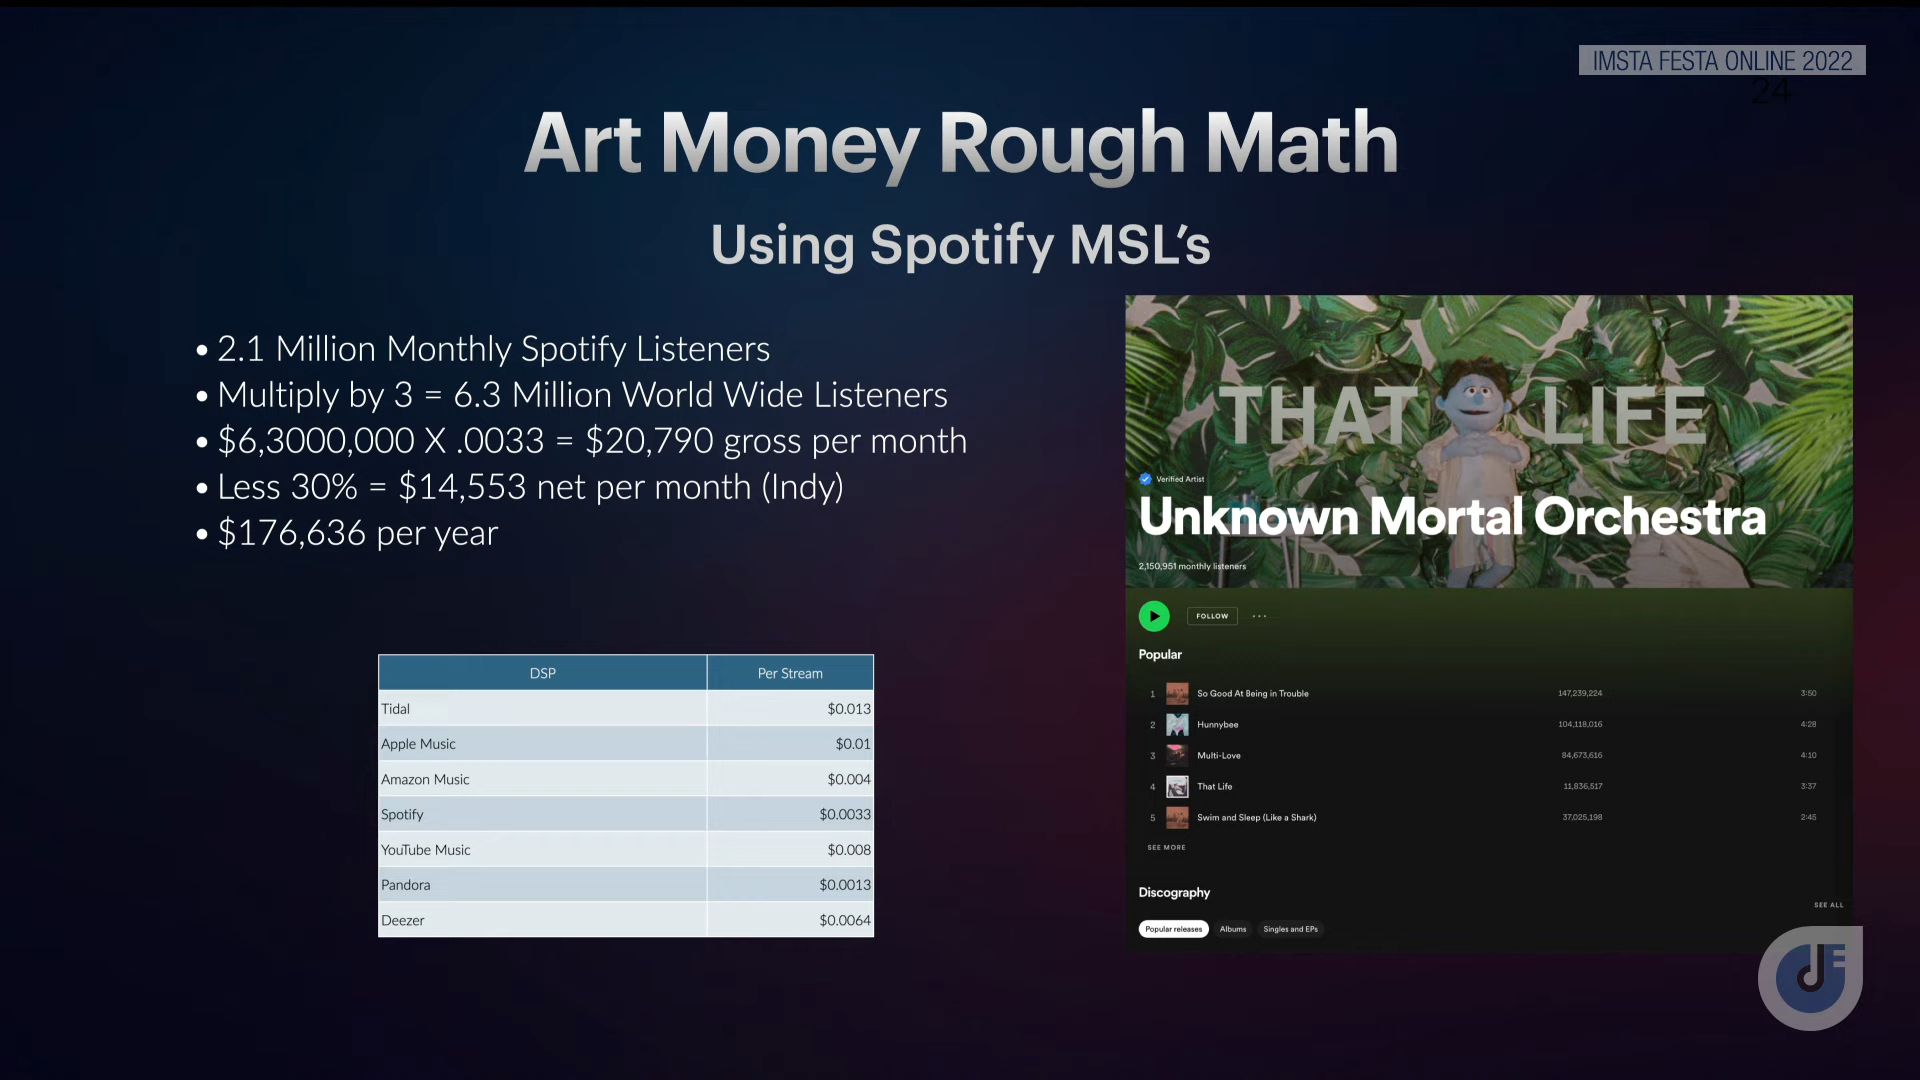 IMSTA FESTA ONLINE 2022
24
Art Money Rough Math
Using Spotify MSL's
• 2.1 Million Monthly Spotify Listeners
• Multiply by 3 = 6.3 Million World Wide Listeners
• $6,3000,000 X .0033 = $20,790 gross per month
• Less 30% = $14,553 net per month (Indy)
• $176,636 per year
DSP Per Stream
Tidal $0.013
Apple Music $0.01
Amazon Music $0.004
Spotify $0.0033
YouTube Music $0.008
Pandora $0.0013
Deezer $0.0064
THAT LIFE
Verified Artist
Unknown Mortal Orchestra
2,150,951 monthly listeners
FOLLOW ...
Popular
1 So Good At Being in Trouble 147,239,224 3:50
2 Hunnybee 104,118,016 4:28
3 Multi-Love 84,673,616 4:10
4 That Life 11,836,517 3:37
5 Swim and Sleep (Like a Shark) 37,025,198 2:45
SEE MORE
Discography
SEE ALL
Popular releases Albums Singles and EPs